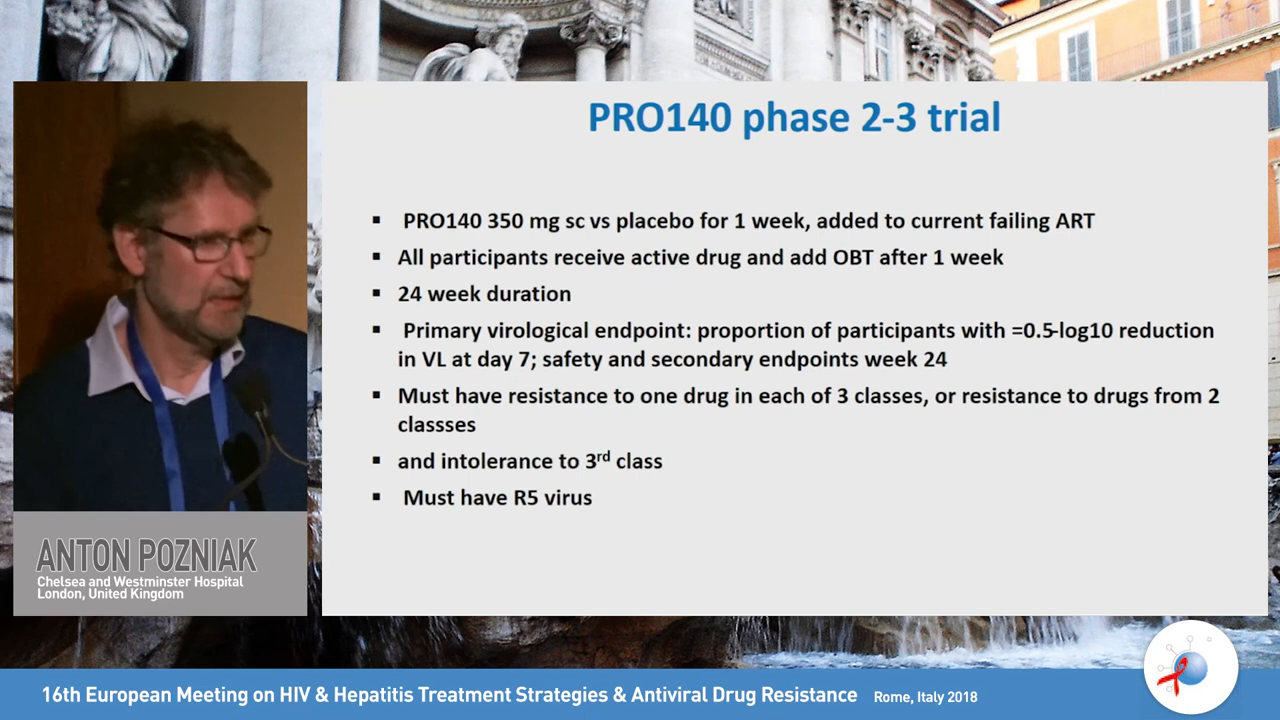 PRO140 phase 2-3 trial
▪ PRO140 350 mg sc vs placebo for 1 week, added to current failing ART
▪ All participants receive active drug and add OBT after 1 week
▪ 24 week duration
▪ Primary virological endpoint: proportion of participants with =0.5-log10 reduction
in VL at day 7; safety and secondary endpoints week 24
▪ Must have resistance to one drug in each of 3 classes, or resistance to drugs from 2
classses
▪ and intolerance to 3rd class
▪ Must have R5 virus
ANTON POZNIAK
Chelsea and Westminster Hospital
London, United Kingdom
16th European Meeting on HIV & Hepatitis Treatment Strategies & Antiviral Drug Resistance Rome, Italy 2018